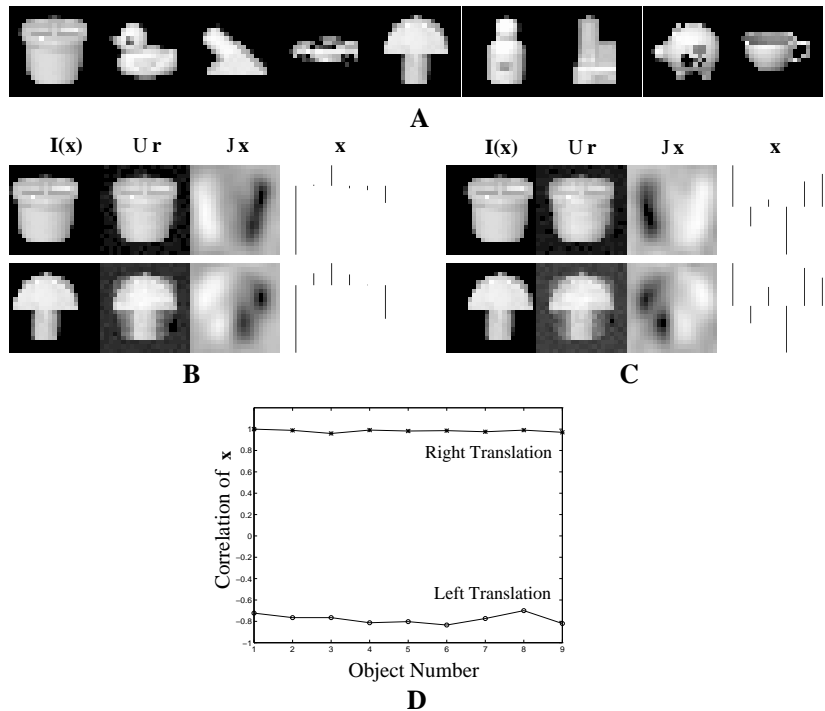 A
I(x) U r J x x
I(x) U r J x x
B
C
Correlation of x
1
0.8
0.6
0.4
0.2
0
−0.2
−0.4
−0.6
−0.8
−1
Right Translation
Left Translation
1 2 3 4 5 6 7 8 9
Object Number
D